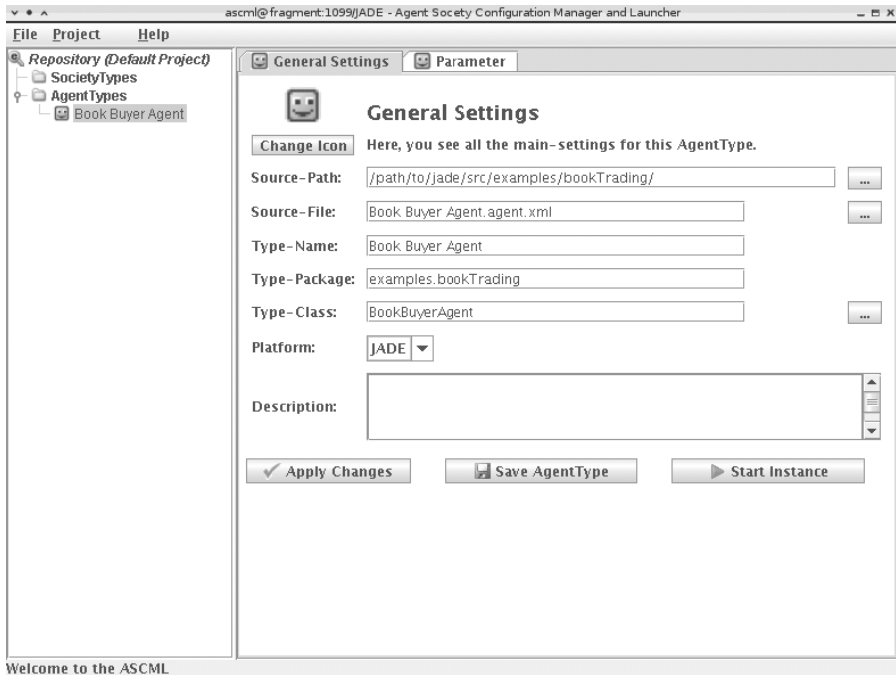 ascml@fragment:1099/JADE - Agent Socety Configuration Manager and Launcher
File Project Help
Repository (Default Project)
SocietyTypes
AgentTypes
Book Buyer Agent
General Settings Parameter
General Settings
Change Icon Here, you see all the main-settings for this AgentType.
Source-Path: /path/to/jade/src/examples/bookTrading/ ...
Source-File: Book Buyer Agent.agent.xml ...
Type-Name: Book Buyer Agent
Type-Package: examples.bookTrading
Type-Class: BookBuyerAgent ...
Platform: JADE
Description:
Apply Changes Save AgentType Start Instance
Welcome to the ASCML